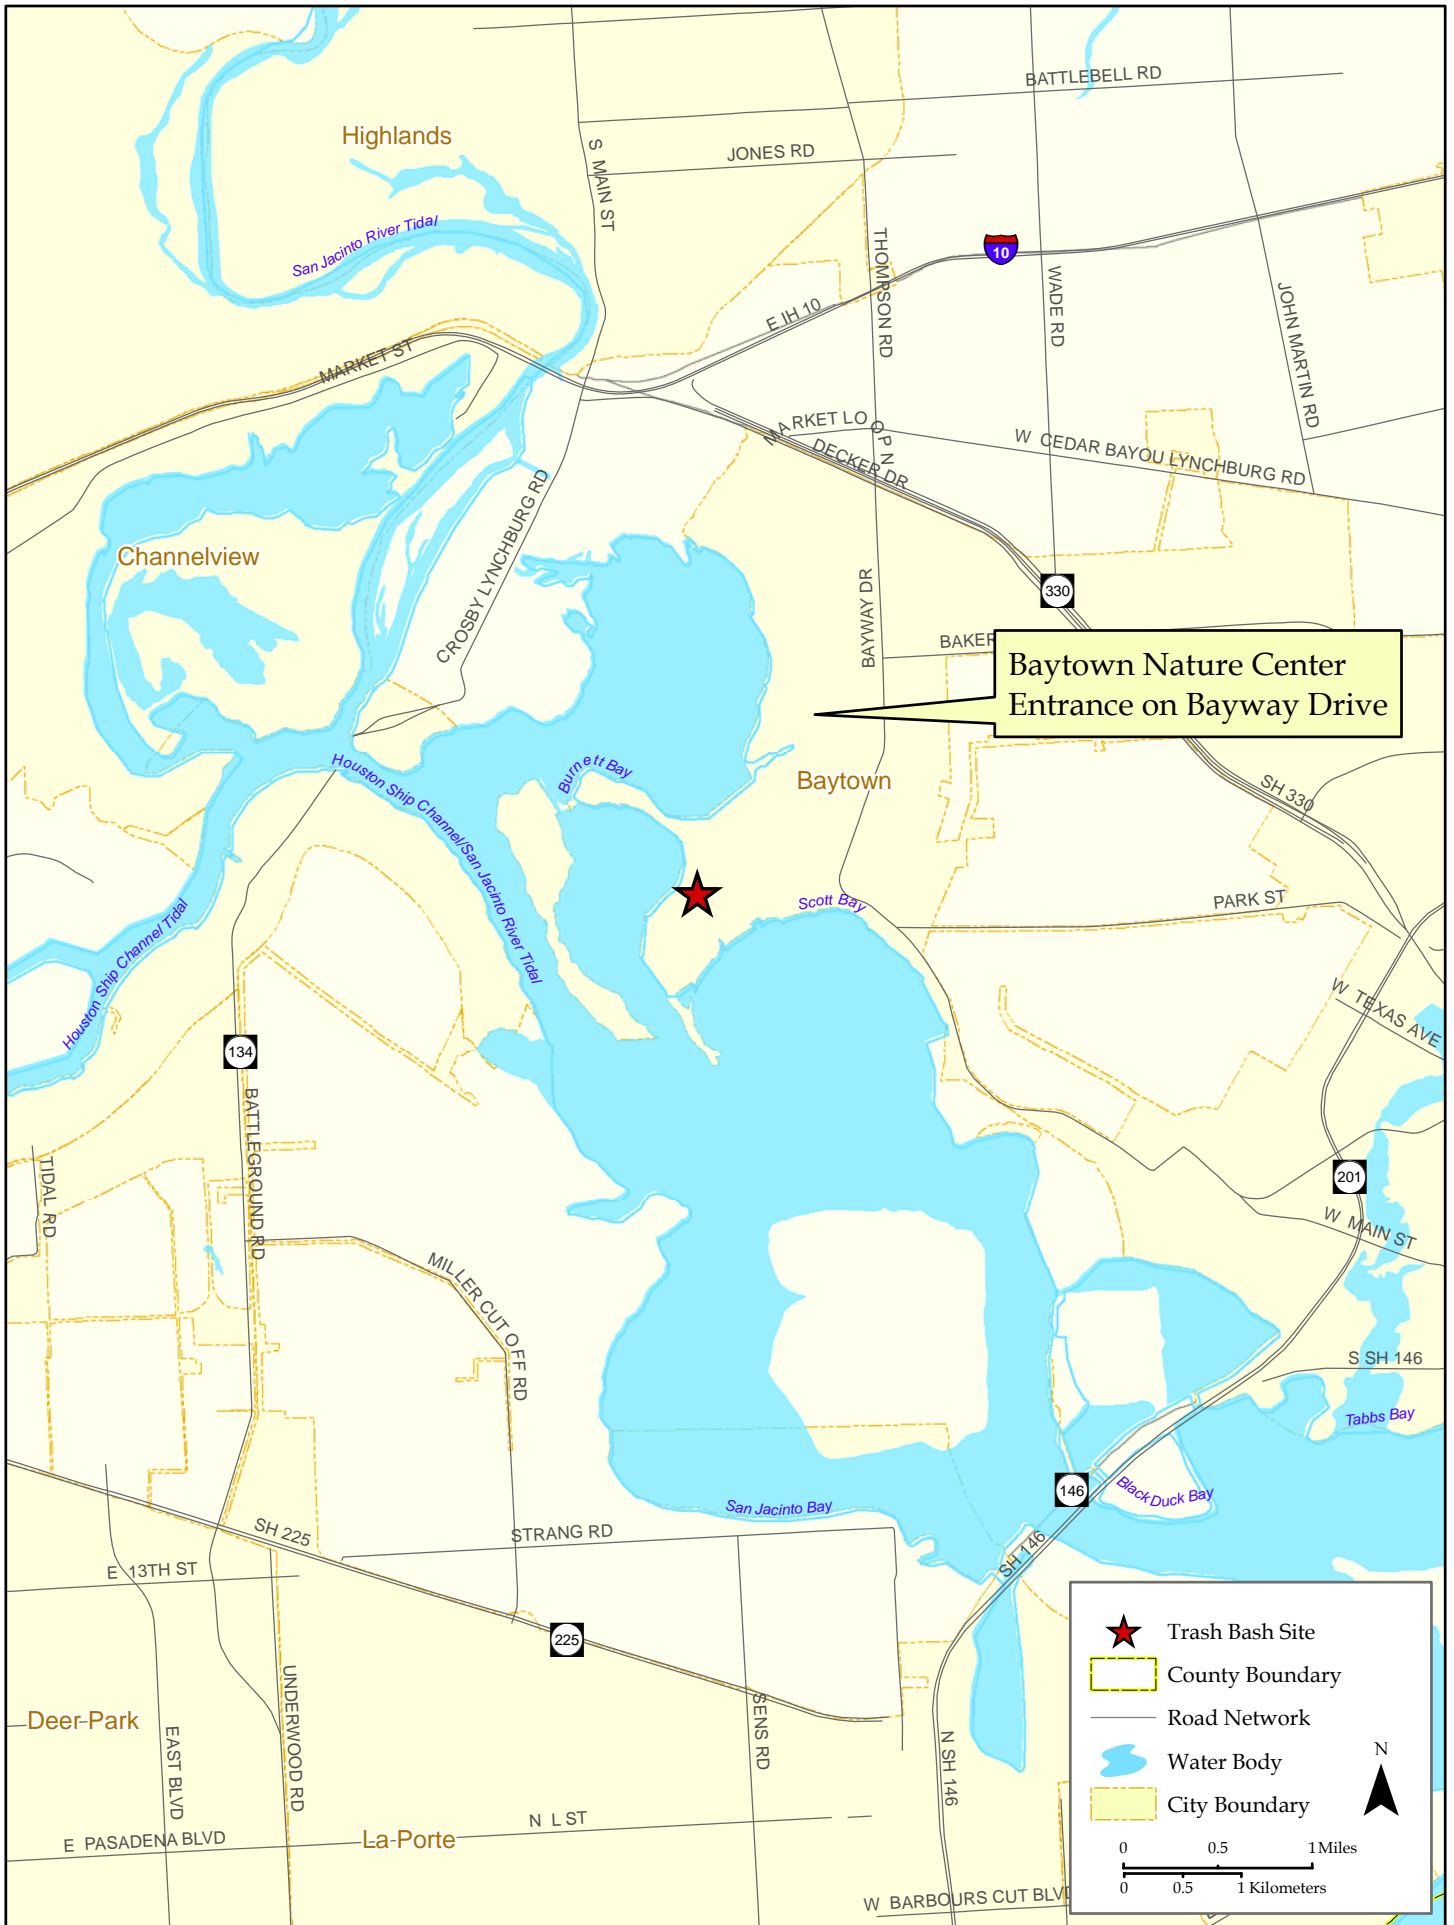 BATTLEBELL RD
Highlands
JONES RD
S MAIN ST
San Jacinto River Tidal
THOMPSON RD
10
WADE RD
JOHN MARTIN RD
E IH 10
MARKET ST
MARKET LOOP N
W CEDAR BAYOU LYNCHBURG RD
DECKER DR
CROSBY LYNCHBURG RD
Channelview
330
BAYWAY DR
BAKER
Baytown Nature Center
Entrance on Bayway Drive
Burnett Bay
Baytown
SH 330
Houston Ship Channel/San Jacinto River Tidal
Scott Bay
PARK ST
Houston Ship Channel Tidal
W TEXAS AVE
134
BATTLEGROUND RD
TIDAL RD
201
W MAIN ST
MILLER CUT OFF RD
S SH 146
Tabbs Bay
146
Black Duck Bay
San Jacinto Bay
SH 225
STRANG RD
SH 146
E 13TH ST
225
UNDERWOOD RD
SENS RD
Deer Park
EAST BLVD
N SH 146
N L ST
E PASADENA BLVD
La Porte
W BARBOURS CUT BLVD
Trash Bash Site
County Boundary
Road Network
Water Body
City Boundary
N
0 0.5 1 Miles
0 0.5 1 Kilometers